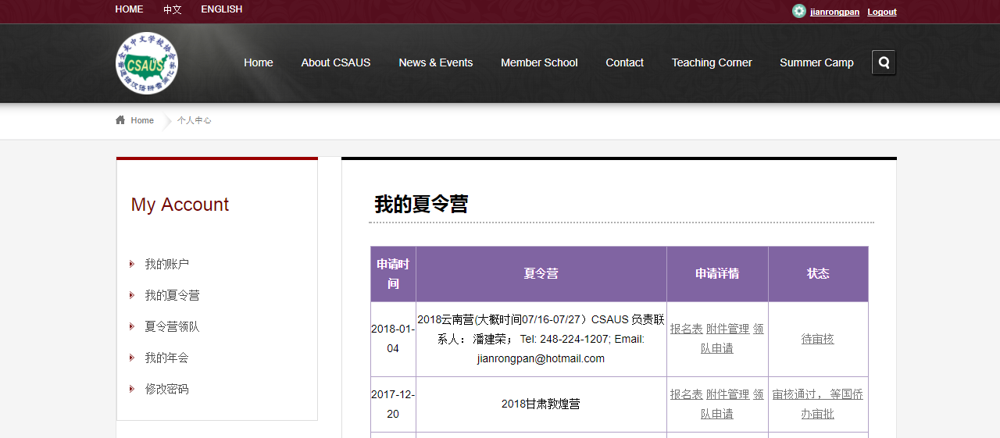 HOME 中文 ENGLISH jianrongpan Logout
CSAUS
Home About CSAUS News & Events Member School Contact Teaching Corner Summer Camp
Home 个人中心
My Account
我的账户
我的夏令营
夏令营领队
我的年会
修改密码
我的夏令营
申请时
间
夏令营
申请详情
状态
2018-01-
04
2018云南营(大概时间07/16-07/27）CSAUS 负责联
系人： 潘建荣； Tel: 248-224-1207; Email:
jianrongpan@hotmail.com
报名表 附件管理 领
队申请
待审核
2017-12-
20
2018甘肃敦煌营
报名表 附件管理 领
队申请
审核通过， 等国侨
办审批